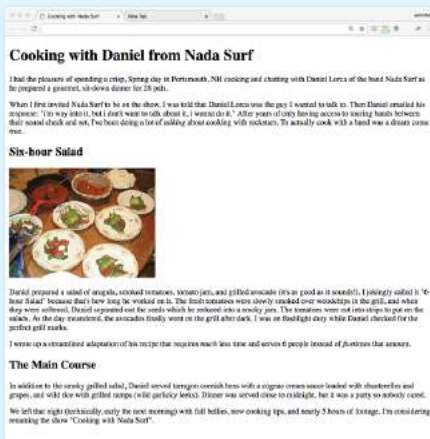 Cooking with Nada Surf
New Tab
Cooking with Daniel from Nada Surf
I had the pleasure of spending a crisp, Spring day in Portsmouth, NH cooking and chatting with Daniel Lorca of the band Nada Surf as
he prepared a gourmet, sit-down dinner for 28 pals.
When I first invited Nada Surf to be on the show, I was told that Daniel Lorca was the guy I wanted to talk to. Then Daniel emailed his
response: "i'm way into it, but i don't want to talk about it, i wanna do it." After years of only having access to touring bands between
their sound check and set, I've been doing a lot of talking about cooking with rockstars. To actually cook with a band was a dream come
true.
Six-hour Salad
Daniel prepared a salad of arugula, smoked tomatoes, tomato jam, and grilled avocado (it's as good as it sounds!). I jokingly called it "6-
hour Salad" because that's how long he worked on it. The fresh tomatoes were slowly smoked over woodchips in the grill, and when
they were softened, Daniel separated out the seeds which he reduced into a smoky jam. The tomatoes were cut into strips to put on the
salads. As the day meandered, the avocados finally went on the grill after dark. I was on flashlight duty while Daniel checked for the
perfect grill marks.
I wrote up a streamlined adaptation of his recipe that requires much less time and serves 6 people instead of five times that amount.
The Main Course
In addition to the smoky grilled salad, Daniel served tarragon cornish hens with a cognac cream sauce loaded with chanterelles and
grapes, and wild rice with grilled ramps (wild garlicky leeks). Dinner was served close to midnight, but it was a party so nobody cared.
We left that night (technically, early the next morning) with full bellies, new cooking tips, and nearly 5 hours of footage. I'm considering
renaming the show "Cooking with Nada Surf".